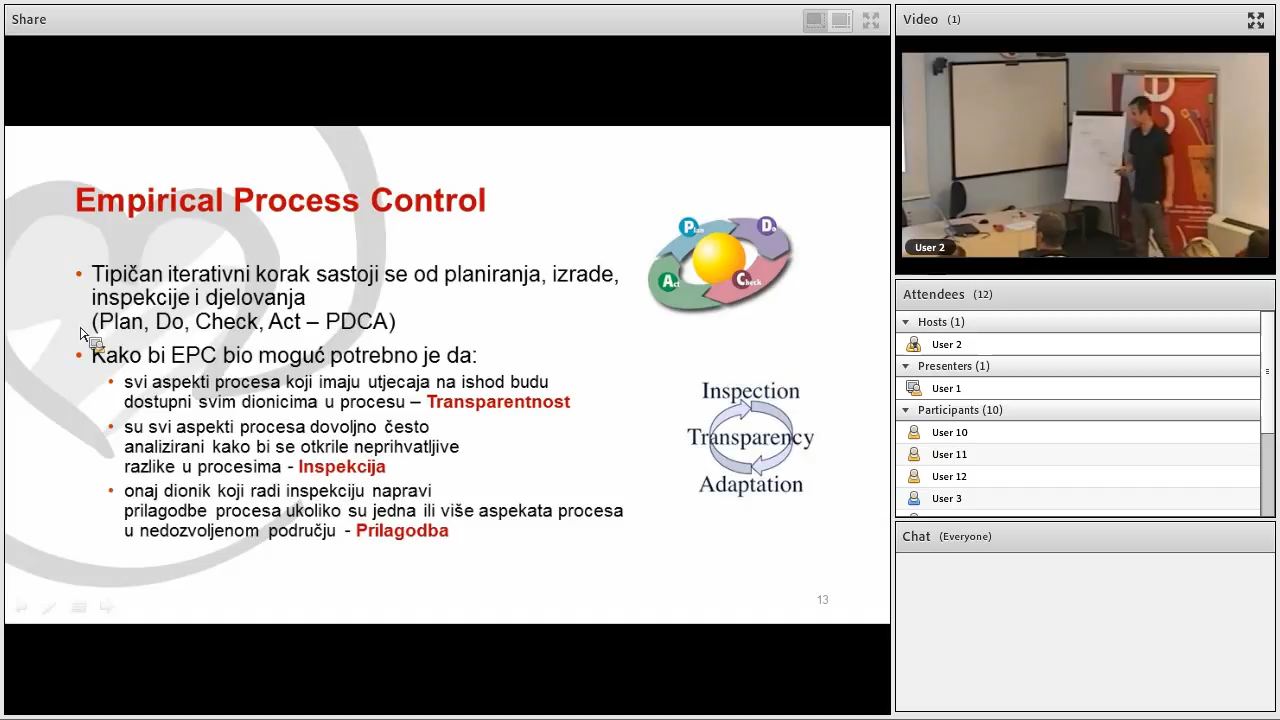 Share
Empirical Process Control
• Tipičan iterativni korak sastoji se od planiranja, izrade,
inspekcije i djelovanja
(Plan, Do, Check, Act – PDCA)
• Kako bi EPC bio moguć potrebno je da:
• svi aspekti procesa koji imaju utjecaja na ishod budu
dostupni svim dionicima u procesu – Transparentnost
• su svi aspekti procesa dovoljno često
analizirani kako bi se otkrile neprihvatljive
razlike u procesima - Inspekcija
• onaj dionik koji radi inspekciju napravi
prilagodbe procesa ukoliko su jedna ili više aspekata procesa
u nedozvoljenom području - Prilagodba
Plan
Do
Act
Check
Inspection
Transparency
Adaptation
13
Video (1)
User 2
Attendees (12)
Hosts (1)
User 2
Presenters (1)
User 1
Participants (10)
User 10
User 11
User 12
User 3
Chat (Everyone)